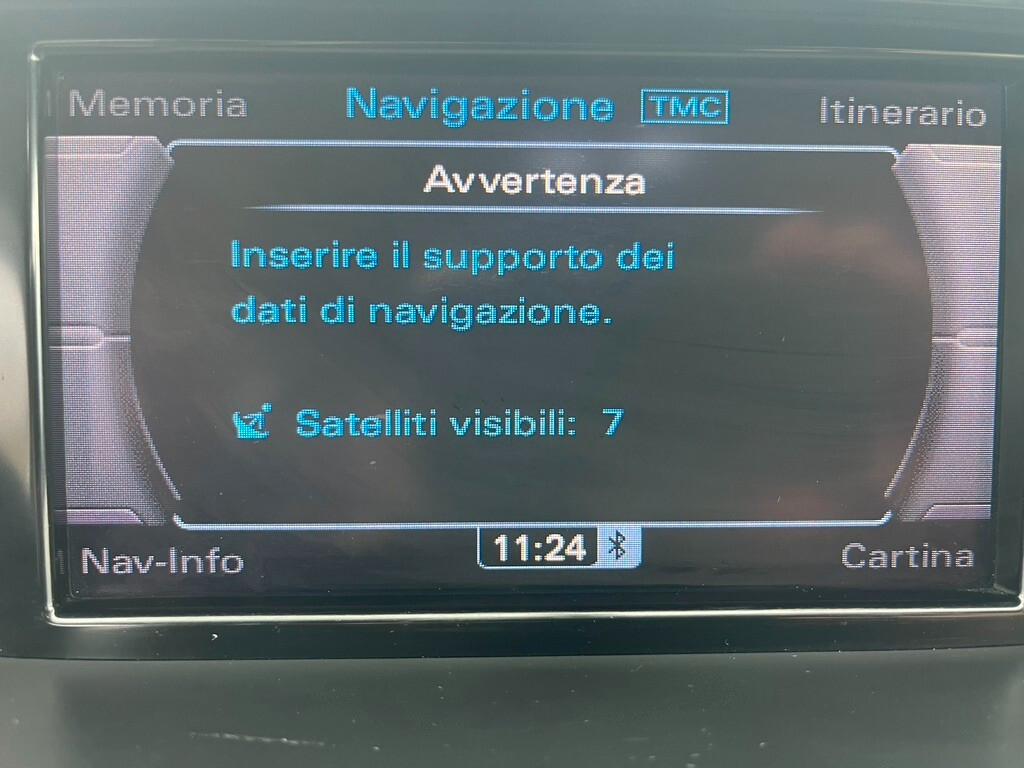 Memoria Navigazione TMC Itinerario
Avvertenza
Inserire il supporto dei
dati di navigazione.
Satelliti visibili: 7
Nav-Info 11:24 Cartina